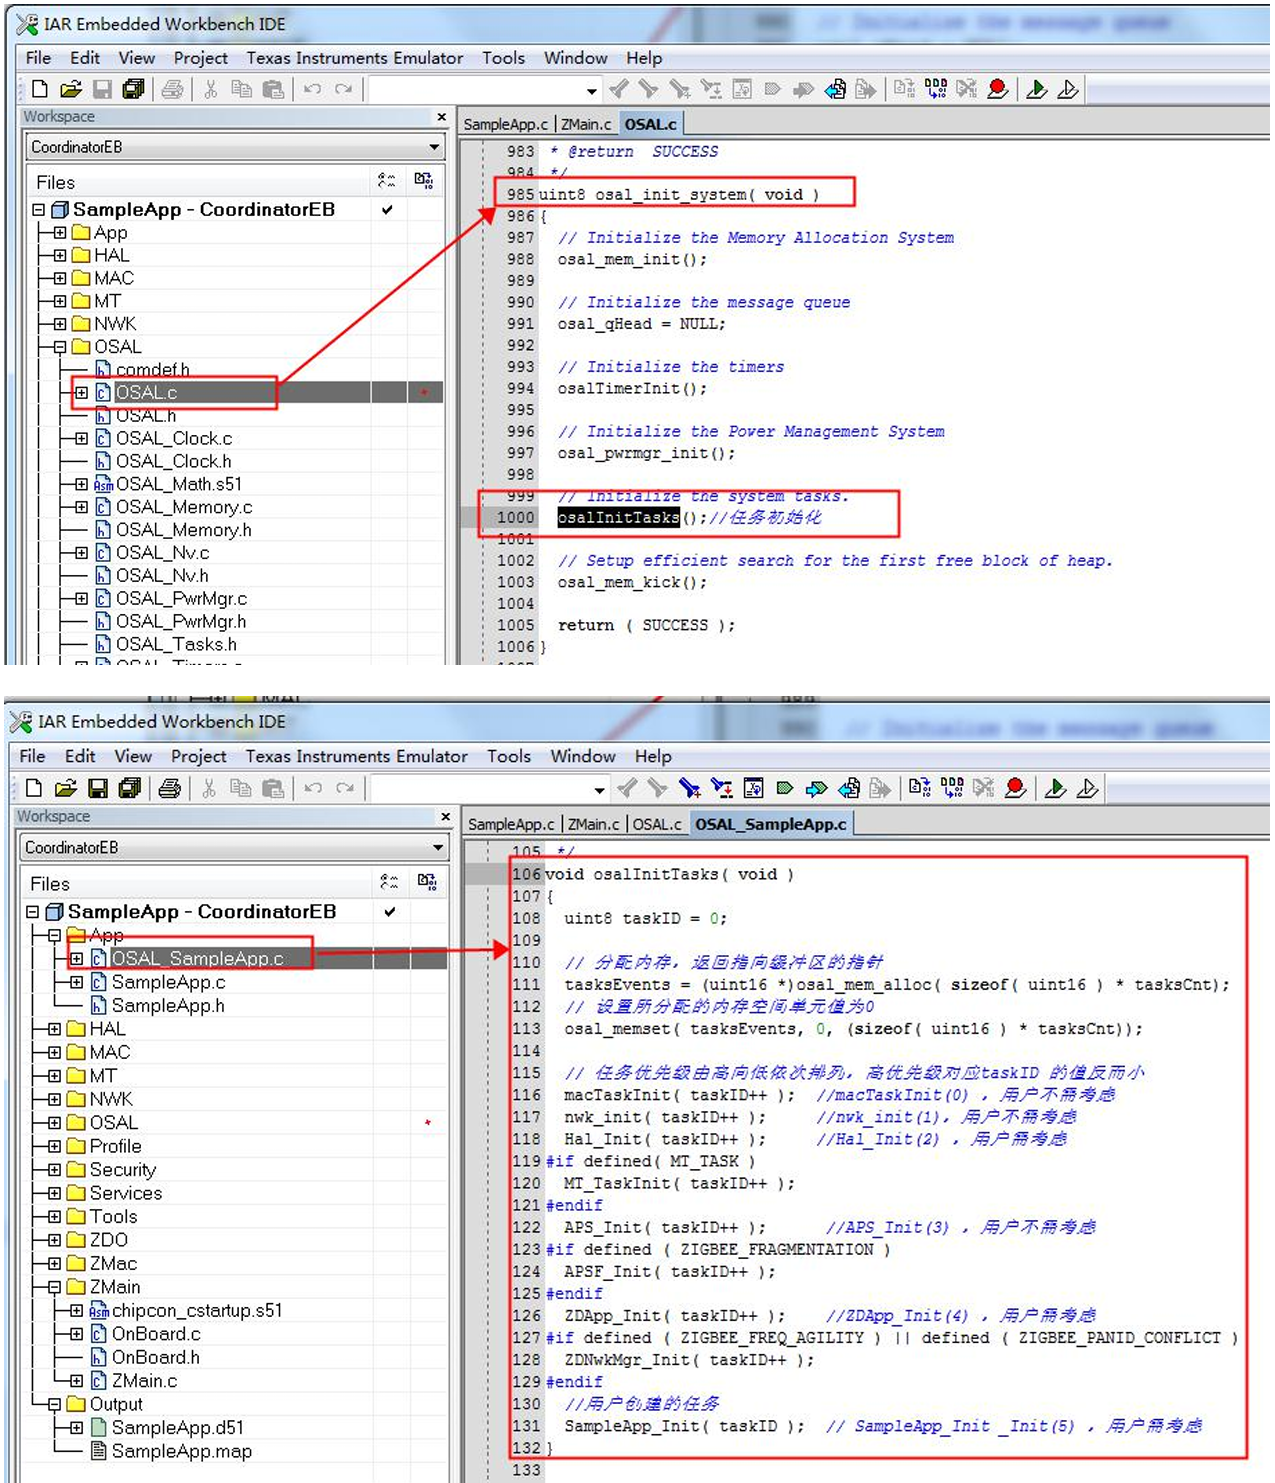 IAR Embedded Workbench IDE
File Edit View Project Texas Instruments Emulator Tools Window Help
Workspace
CoordinatorEB
Files
SampleApp - CoordinatorEB
App
HAL
MAC
MT
NWK
OSAL
comdef.h
OSAL.c
OSAL.h
OSAL_Clock.c
OSAL_Clock.h
OSAL_Math.s51
OSAL_Memory.c
OSAL_Memory.h
OSAL_Nv.c
OSAL_Nv.h
OSAL_PwrMgr.c
OSAL_PwrMgr.h
OSAL_Tasks.h
SampleApp.c | ZMain.c OSAL.c
983 * @return SUCCESS
984 */
985 uint8 osal_init_system( void )
986 {
987 // Initialize the Memory Allocation System
988 osal_mem_init();
989
990 // Initialize the message queue
991 osal_qHead = NULL;
992
993 // Initialize the timers
994 osalTimerInit();
995
996 // Initialize the Power Management System
997 osal_pwrmgr_init();
998
999 // Initialize the system tasks.
1000 osalInitTasks();//任务初始化
1001
1002 // Setup efficient search for the first free block of heap.
1003 osal_mem_kick();
1004
1005 return ( SUCCESS );
1006 }
IAR Embedded Workbench IDE
File Edit View Project Texas Instruments Emulator Tools Window Help
Workspace
CoordinatorEB
Files
SampleApp - CoordinatorEB
App
OSAL_SampleApp.c
SampleApp.c
SampleApp.h
HAL
MAC
MT
NWK
OSAL
Profile
Security
Services
Tools
ZDO
ZMac
ZMain
chipcon_cstartup.s51
OnBoard.c
OnBoard.h
ZMain.c
Output
SampleApp.d51
SampleApp.map
SampleApp.c | ZMain.c | OSAL.c OSAL_SampleApp.c
105 */
106 void osalInitTasks( void )
107 {
108 uint8 taskID = 0;
109
110 // 分配内存，返回指向缓冲区的指针
111 tasksEvents = (uint16 *)osal_mem_alloc( sizeof( uint16 ) * tasksCnt);
112 // 设置所分配的内存空间单元值为0
113 osal_memset( tasksEvents, 0, (sizeof( uint16 ) * tasksCnt));
114
115 // 任务优先级由高向低依次排列，高优先级对应taskID 的值反而小
116 macTaskInit( taskID++ ); //macTaskInit(0) ，用户不需考虑
117 nwk_init( taskID++ ); //nwk_init(1)，用户不需考虑
118 Hal_Init( taskID++ ); //Hal_Init(2) ，用户需考虑
119 #if defined( MT_TASK )
120 MT_TaskInit( taskID++ );
121 #endif
122 APS_Init( taskID++ ); //APS_Init(3) ，用户不需考虑
123 #if defined ( ZIGBEE_FRAGMENTATION )
124 APSF_Init( taskID++ );
125 #endif
126 ZDApp_Init( taskID++ ); //ZDApp_Init(4) ，用户需考虑
127 #if defined ( ZIGBEE_FREQ_AGILITY ) || defined ( ZIGBEE_PANID_CONFLICT )
128 ZDNwkMgr_Init( taskID++ );
129 #endif
130 //用户创建的任务
131 SampleApp_Init( taskID ); // SampleApp_Init _Init(5) ，用户需考虑
132 }
133